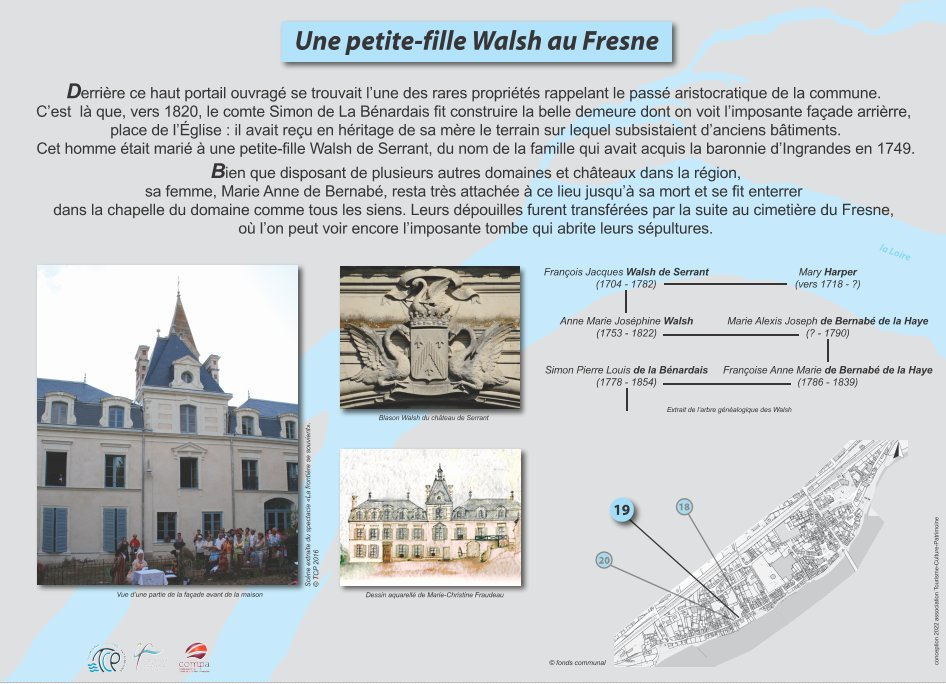 Une petite-fille Walsh au Fresne
Derrière ce haut portail ouvragé se trouvait l'une des rares propriétés rappelant le passé aristocratique de la commune.
C'est là que, vers 1820, le comte Simon de La Bénardais fit construire la belle demeure dont on voit l'imposante façade arrièrre,
place de l'Église : il avait reçu en héritage de sa mère le terrain sur lequel subsistaient d'anciens bâtiments.
Cet homme était marié à une petite-fille Walsh de Serrant, du nom de la famille qui avait acquis la baronnie d'Ingrandes en 1749.
Bien que disposant de plusieurs autres domaines et châteaux dans la région,
sa femme, Marie Anne de Bernabé, resta très attachée à ce lieu jusqu'à sa mort et se fit enterrer
dans la chapelle du domaine comme tous les siens. Leurs dépouilles furent transférées par la suite au cimetière du Fresne,
où l'on peut voir encore l'imposante tombe qui abrite leurs sépultures.
la Loire
François Jacques Walsh de Serrant
(1704 - 1782)
Mary Harper
(vers 1718 - ?)
Anne Marie Joséphine Walsh
(1753 - 1822)
Marie Alexis Joseph de Bernabé de la Haye
(? - 1790)
Simon Pierre Louis de la Bénardais
(1778 - 1854)
Françoise Anne Marie de Bernabé de la Haye
(1786 - 1839)
Extrait de l'arbre généalogique des Walsh
Blason Walsh du château de Serrant
Scène extraite du spectacle «La frontière se souvient».
© TCP 2016
Vue d'une partie de la façade avant de la maison
Dessin aquarellé de Marie-Christine Fraudeau
19
18
20
© fonds communal
conception 2022 association Tourisme-Culture-Patrimoine
TCP
compa